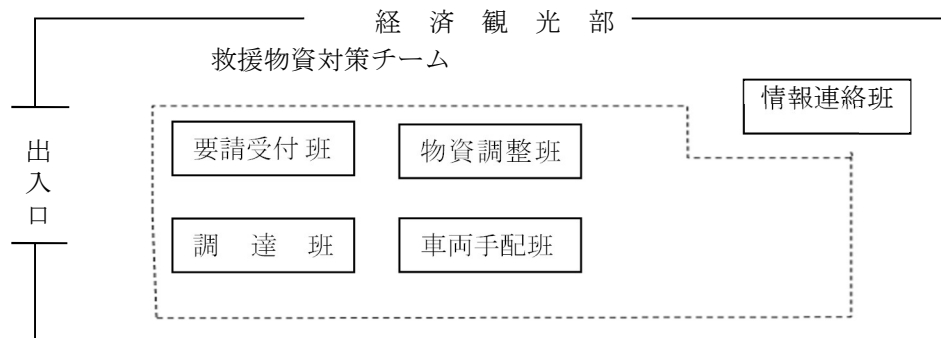 経済観光部
救援物資対策チーム
情報連絡班
要請受付班
物資調整班
出入口
調達班
車両手配班